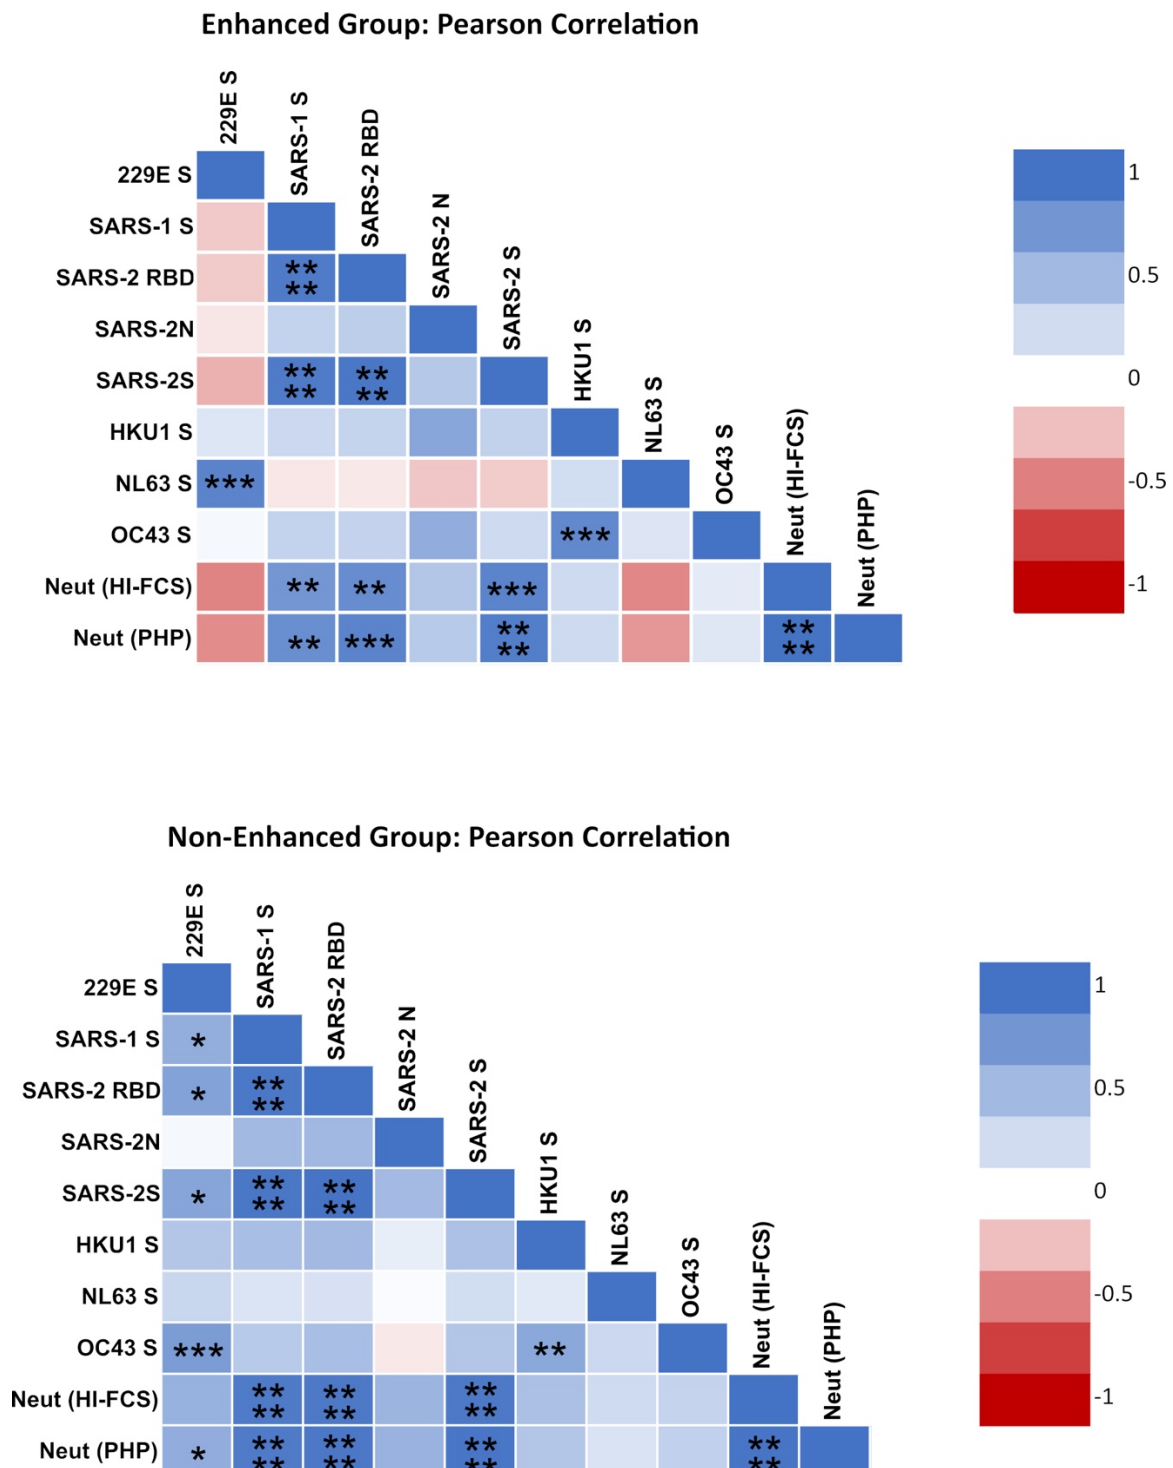 Enhanced Group: Pearson Correlation
229E S
SARS-1 S
SARS-2 RBD
SARS-2 N
SARS-2 S
HKU1 S
NL63 S
OC43 S
Neut (HI-FCS)
Neut (PHP)
229E S
SARS-1 S
SARS-2 RBD ** **
SARS-2N
SARS-2S ** ** ** **
HKU1 S
NL63 S ***
OC43 S ***
Neut (HI-FCS) ** ** ***
Neut (PHP) ** *** ** ** ** **
1
0.5
0
-0.5
-1
Non-Enhanced Group: Pearson Correlation
229E S
SARS-1 S
SARS-2 RBD
SARS-2 N
SARS-2 S
HKU1 S
NL63 S
OC43 S
Neut (HI-FCS)
Neut (PHP)
229E S
SARS-1 S *
SARS-2 RBD * ** **
SARS-2N
SARS-2S * ** ** ** **
HKU1 S
NL63 S
OC43 S *** **
Neut (HI-FCS) ** ** ** ** ** **
Neut (PHP) * ** ** ** ** ** ** ** **
1
0.5
0
-0.5
-1